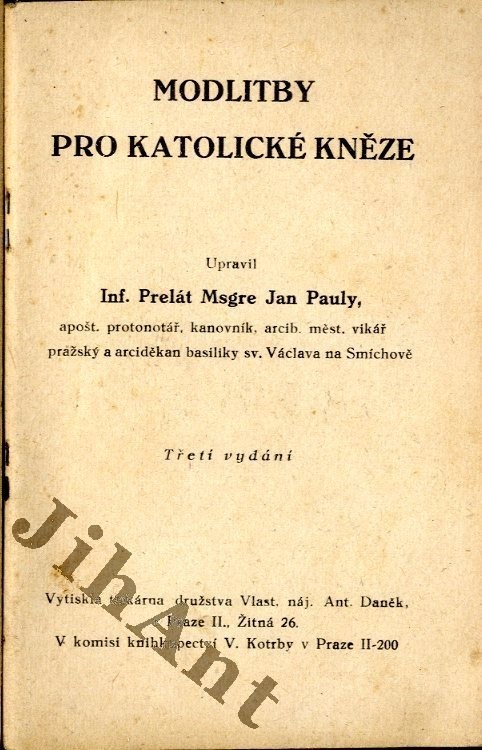 MODLITBY
PRO KATOLICKÉ KNĚZE
Upravil
Inf. Prelát Msgre Jan Pauly,
apošt. protonotář, kanovník, arcib. měst. vikář
pražský a arciděkan basiliky sv. Václava na Smíchově
Třetí vydání
Vytiskla tiskárna družstva Vlast, náj. Ant. Daněk,
v Praze II., Žitná 26.
V komisi knihkupectví V. Kotrby v Praze II-200
JihAnt